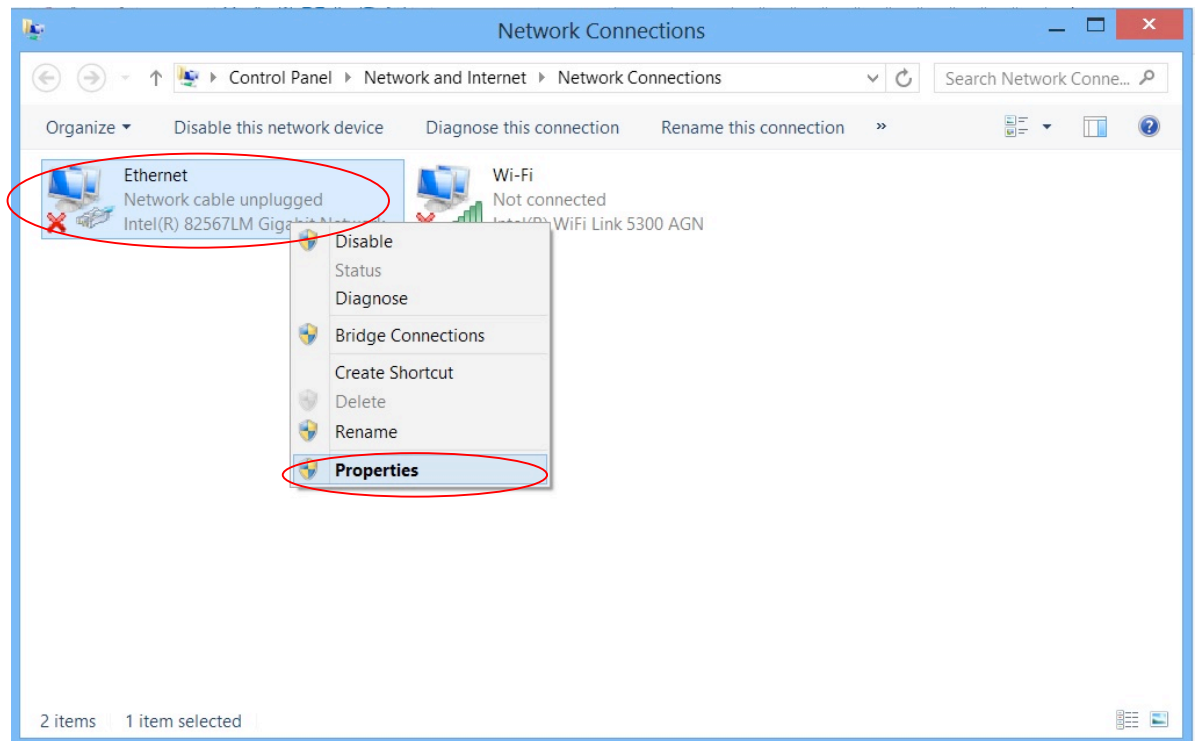 Network Connections
Control Panel Network and Internet Network Connections
Search Network Conne...
Organize Disable this network device Diagnose this connection Rename this connection »
Ethernet
Network cable unplugged
Intel(R) 82567LM Gigabit Network
Wi-Fi
Not connected
Intel(R) WiFi Link 5300 AGN
Disable
Status
Diagnose
Bridge Connections
Create Shortcut
Delete
Rename
Properties
2 items 1 item selected